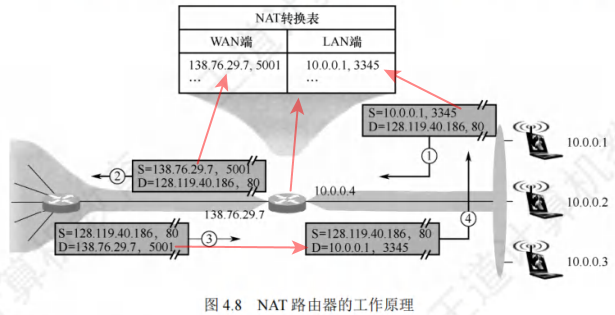 NAT转换表
WAN端 LAN端
138.76.29.7, 5001 10.0.0.1, 3345
… …
S=10.0.0.1, 3345
D=128.119.40.186, 80
①
10.0.0.1
S=138.76.29.7, 5001
D=128.119.40.186, 80
②
10.0.0.4
④
10.0.0.2
138.76.29.7
S=128.119.40.186, 80
D=138.76.29.7, 5001
③
S=128.119.40.186, 80
D=10.0.0.1, 3345
10.0.0.3
图 4.8 NAT 路由器的工作原理